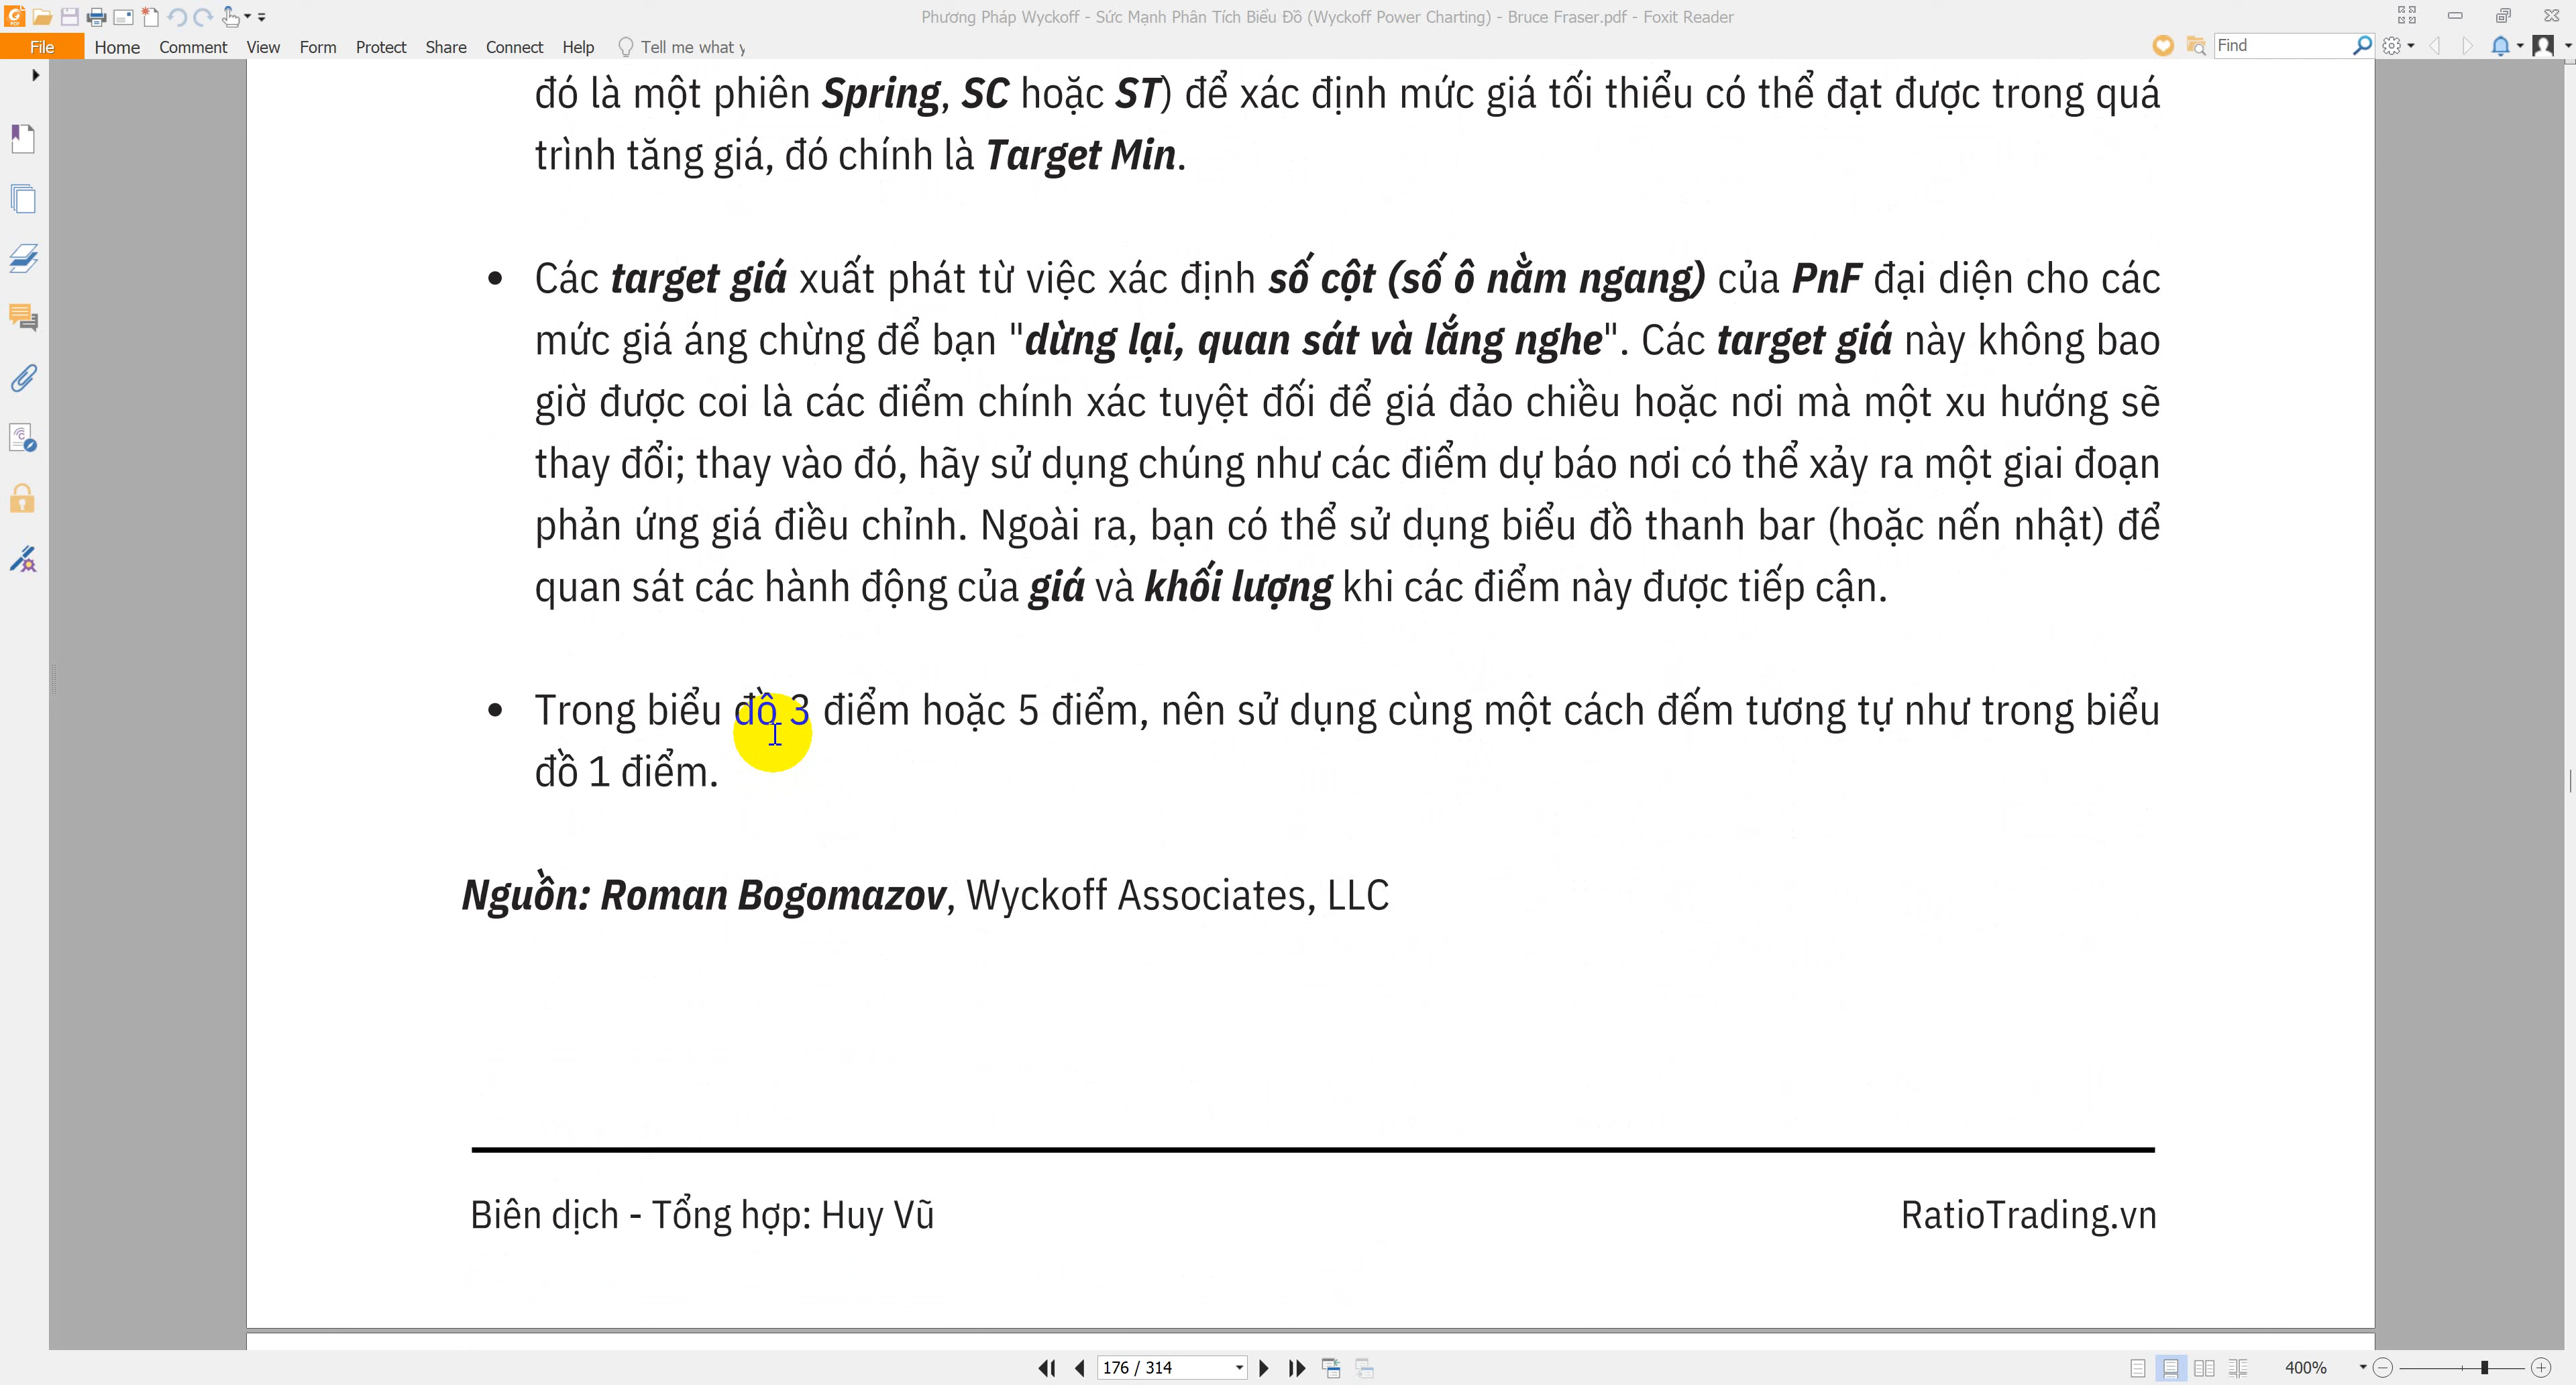 Phương Pháp Wyckoff - Sức Mạnh Phân Tích Biểu Đồ (Wyckoff Power Charting) - Bruce Fraser.pdf - Foxit Reader
File Home Comment View Form Protect Share Connect Help Tell me what y Find
đó là một phiên Spring, SC hoặc ST) để xác định mức giá tối thiểu có thể đạt được trong quá
trình tăng giá, đó chính là Target Min.
• Các target giá xuất phát từ việc xác định số cột (số ô nằm ngang) của PnF đại diện cho các
mức giá áng chừng để bạn "dừng lại, quan sát và lắng nghe". Các target giá này không bao
giờ được coi là các điểm chính xác tuyệt đối để giá đảo chiều hoặc nơi mà một xu hướng sẽ
thay đổi; thay vào đó, hãy sử dụng chúng như các điểm dự báo nơi có thể xảy ra một giai đoạn
phản ứng giá điều chỉnh. Ngoài ra, bạn có thể sử dụng biểu đồ thanh bar (hoặc nến nhật) để
quan sát các hành động của giá và khối lượng khi các điểm này được tiếp cận.
• Trong biểu đồ 3 điểm hoặc 5 điểm, nên sử dụng cùng một cách đếm tương tự như trong biểu
đồ 1 điểm.
Nguồn: Roman Bogomazov, Wyckoff Associates, LLC
Biên dịch - Tổng hợp: Huy Vũ RatioTrading.vn
176 / 314 400%